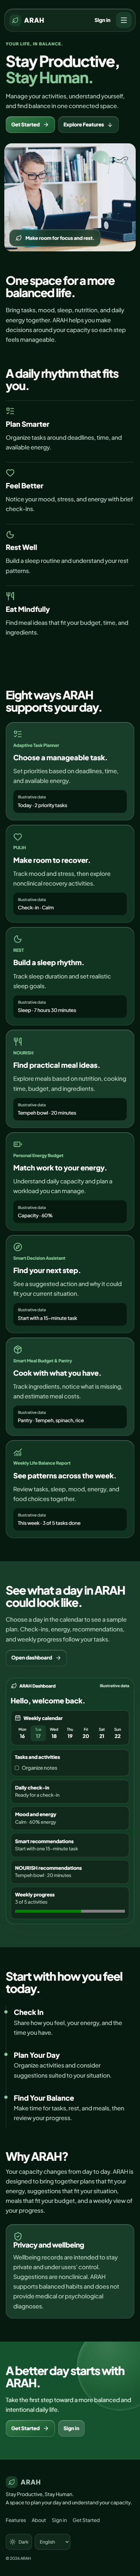 ARAH
Sign in
YOUR LIFE, IN BALANCE.
Stay Productive,
Stay Human.
Manage your activities, understand yourself,
and find balance in one connected space.
Get Started →
Explore Features ↓
Make room for focus and rest.
One space for a more
balanced life.
Bring tasks, mood, sleep, nutrition, and daily
energy together. ARAH helps you make
decisions around your capacity so each step
feels manageable.
A daily rhythm that fits
you.
Plan Smarter
Organize tasks around deadlines, time, and
available energy.
Feel Better
Notice your mood, stress, and energy with brief
check-ins.
Rest Well
Build a sleep routine and understand your rest
patterns.
Eat Mindfully
Find meal ideas that fit your budget, time, and
ingredients.
Eight ways ARAH
supports your day.
Adaptive Task Planner
Choose a manageable task.
Set priorities based on deadlines, time,
and available energy.
Illustrative data
Today · 2 priority tasks
PULIH
Make room to recover.
Track mood and stress, then explore
nonclinical recovery activities.
Illustrative data
Check-in · Calm
REST
Build a sleep rhythm.
Track sleep duration and set realistic
sleep goals.
Illustrative data
Sleep · 7 hours 30 minutes
NOURISH
Find practical meal ideas.
Explore meals based on nutrition, cooking
time, budget, and ingredients.
Illustrative data
Tempeh bowl · 20 minutes
Personal Energy Budget
Match work to your energy.
Understand daily capacity and plan a
workload you can manage.
Illustrative data
Capacity · 60%
Smart Decision Assistant
Find your next step.
See a suggested action and why it could
fit your current situation.
Illustrative data
Start with a 15-minute task
Smart Meal Budget & Pantry
Cook with what you have.
Track ingredients, notice what is missing,
and estimate meal costs.
Illustrative data
Pantry · Tempeh, spinach, rice
Weekly Life Balance Report
See patterns across the week.
Review tasks, sleep, mood, energy, and
food choices together.
Illustrative data
This week · 3 of 5 tasks done
See what a day in ARAH
could look like.
Choose a day in the calendar to see a sample
plan. Check-ins, energy, recommendations,
and weekly progress follow your tasks.
Open dashboard →
ARAH Dashboard
Illustrative data
Hello, welcome back.
Weekly calendar
Mon Tue Wed Thu Fri Sat Sun
16 17 18 19 20 21 22
Tasks and activities
Organize notes
Daily check-in
Ready for a check-in
Mood and energy
Calm · 60% energy
Smart recommendations
Start with one 15-minute task
NOURISH recommendations
Tempeh bowl · 20 minutes
Weekly progress
3 of 5 activities
Start with how you feel
today.
Check In
Share how you feel, your energy, and the
time you have.
Plan Your Day
Organize activities and consider
suggestions suited to your situation.
Find Your Balance
Make time for tasks, rest, and meals, then
review your progress.
Why ARAH?
Your capacity changes from day to day. ARAH is
designed to bring together plans that fit your
energy, suggestions that fit your situation,
meals that fit your budget, and a weekly view of
your progress.
Privacy and wellbeing
Wellbeing records are intended to stay
private and under users' control.
Suggestions are nonclinical. ARAH
supports balanced habits and does not
provide medical or psychological
diagnoses.
A better day starts with
ARAH.
Take the first step toward a more balanced and
intentional daily life.
Get Started →
Sign in
ARAH
Stay Productive, Stay Human.
A space to plan your day and understand your capacity.
Features About Sign in Get Started
Dark
English
© 2026 ARAH